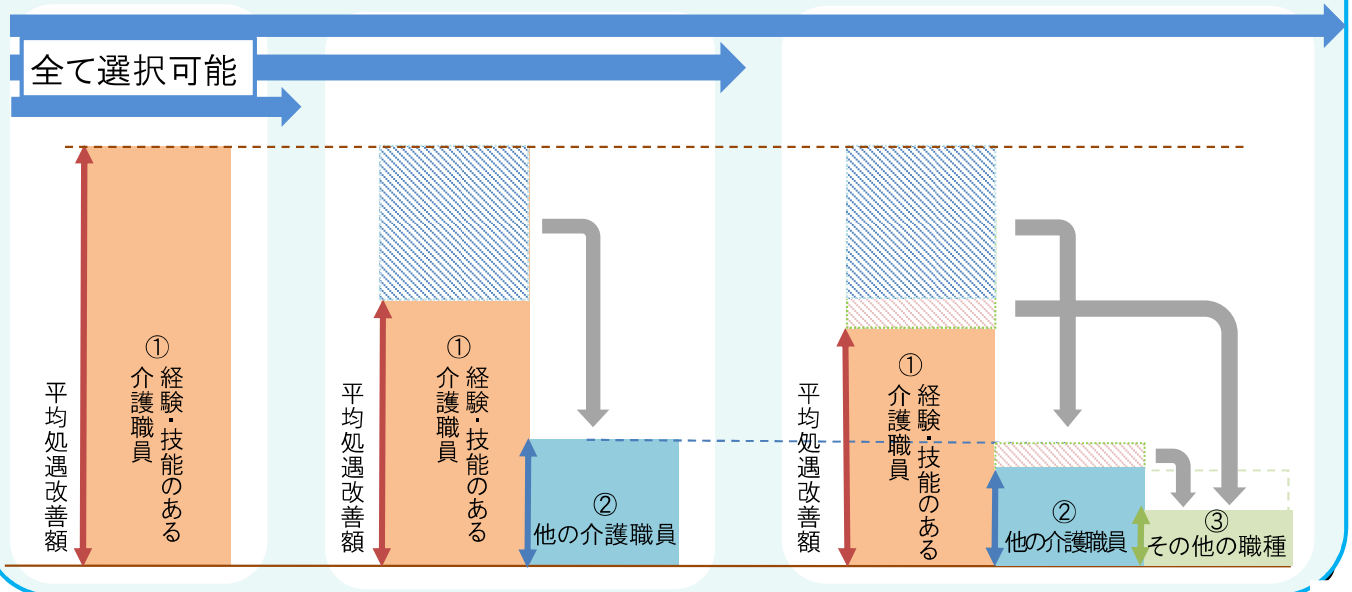 全て選択可能
平均処遇改善額
①
経験・技能のある
介護職員
平均処遇改善額
①
経験・技能のある
介護職員
②
他の介護職員
平均処遇改善額
①
経験・技能のある
介護職員
②
他の介護職員
③
その他の職種